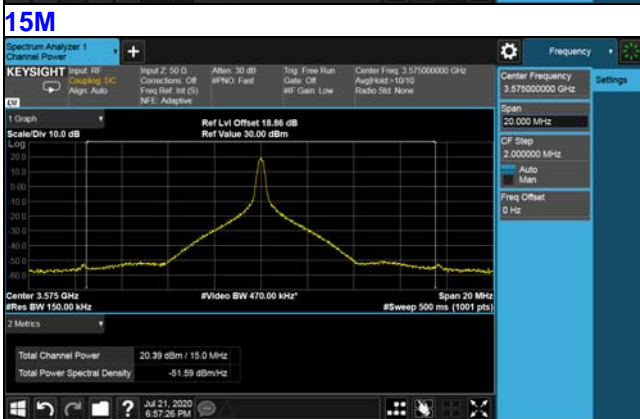 15M
Spectrum Analyzer 1
Channel Power
Frequency
KEYSIGHT
Input: RF
Coupling: DC
Align: Auto
Input Z: 50 Ω
Corrections: Off
Freq Ref: Int (S)
NFE: Adaptive
Atten: 30 dB
#PNO: Fast
Trig: Free Run
Gate: Off
#IF Gain: Low
Center Freq: 3.575000000 GHz
Avg|Hold:>10/10
Radio Std: None
Center Frequency
3.575000000 GHz
Settings
Span
20.000 MHz
CF Step
2.000000 MHz
Auto
Man
Freq Offset
0 Hz
1 Graph
Scale/Div 10.0 dB
Ref Lvl Offset 18.86 dB
Ref Value 30.00 dBm
Log
20.0
10.0
0.00
-10.0
-20.0
-30.0
-40.0
-50.0
-60.0
Center 3.575 GHz
#Res BW 150.00 kHz
#Video BW 470.00 kHz*
Span 20 MHz
#Sweep 500 ms (1001 pts)
2 Metrics
Total Channel Power 20.39 dBm / 15.0 MHz
Total Power Spectral Density -51.59 dBm/Hz
?
Jul 21, 2020
6:57:26 PM